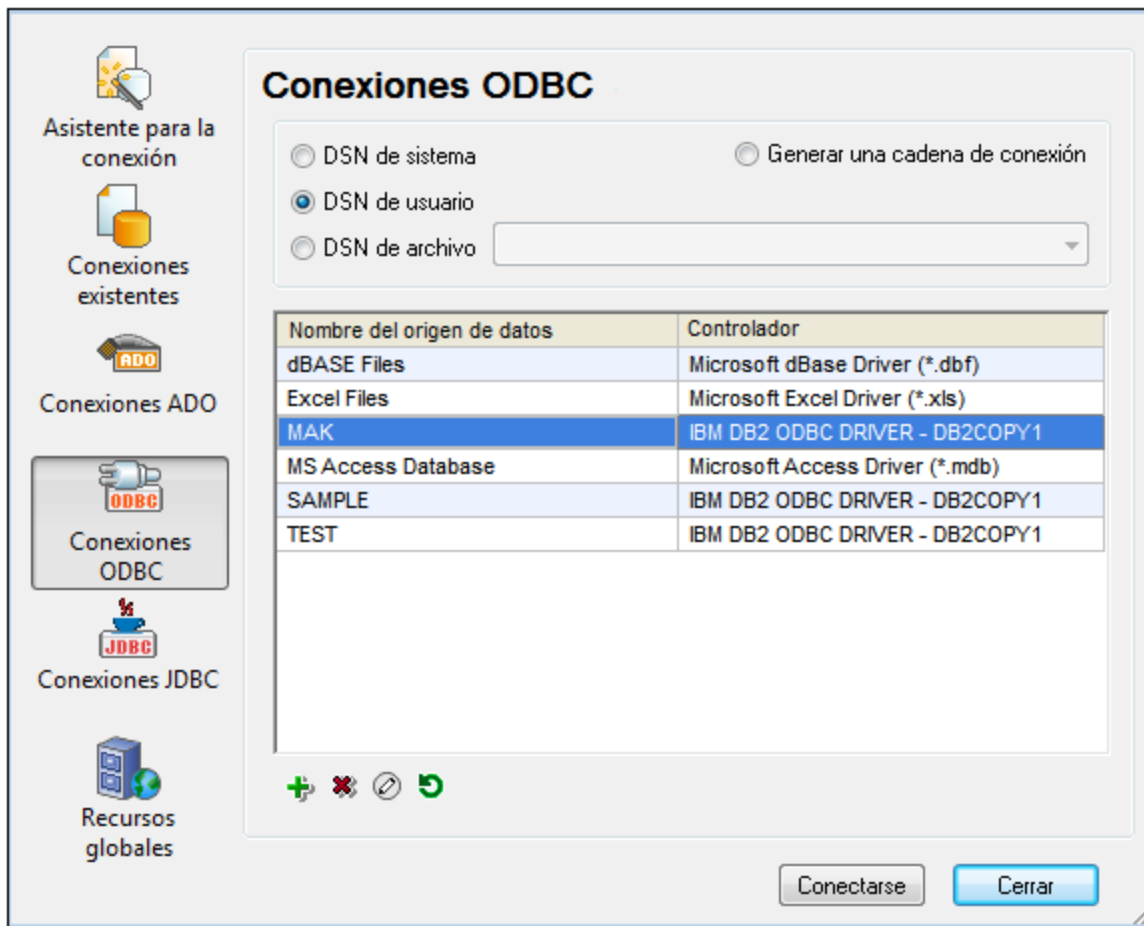 Asistente para la
conexión
Conexiones
existentes
ADO
Conexiones ADO
ODBC
Conexiones
ODBC
JDBC
Conexiones JDBC
Recursos
globales
Conexiones ODBC
DSN de sistema
Generar una cadena de conexión
DSN de usuario
DSN de archivo
Nombre del origen de datos Controlador
dBASE Files Microsoft dBase Driver (*.dbf)
Excel Files Microsoft Excel Driver (*.xls)
MAK IBM DB2 ODBC DRIVER - DB2COPY1
MS Access Database Microsoft Access Driver (*.mdb)
SAMPLE IBM DB2 ODBC DRIVER - DB2COPY1
TEST IBM DB2 ODBC DRIVER - DB2COPY1
Conectarse
Cerrar